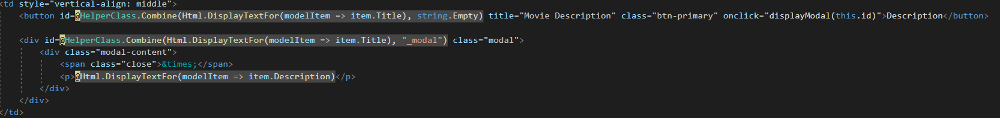 <td style="vertical-align: middle">
<button id=@HelperClass.Combine(Html.DisplayTextFor(modelItem => item.Title), string.Empty) title="Movie Description" class="btn-primary" onclick="displayModal(this.id)">Description</button>
<div id=@HelperClass.Combine(Html.DisplayTextFor(modelItem => item.Title), "_modal") class="modal">
<div class="modal-content">
<span class="close">&times;</span>
<p>@Html.DisplayTextFor(modelItem => item.Description)</p>
</div>
</div>
</td>